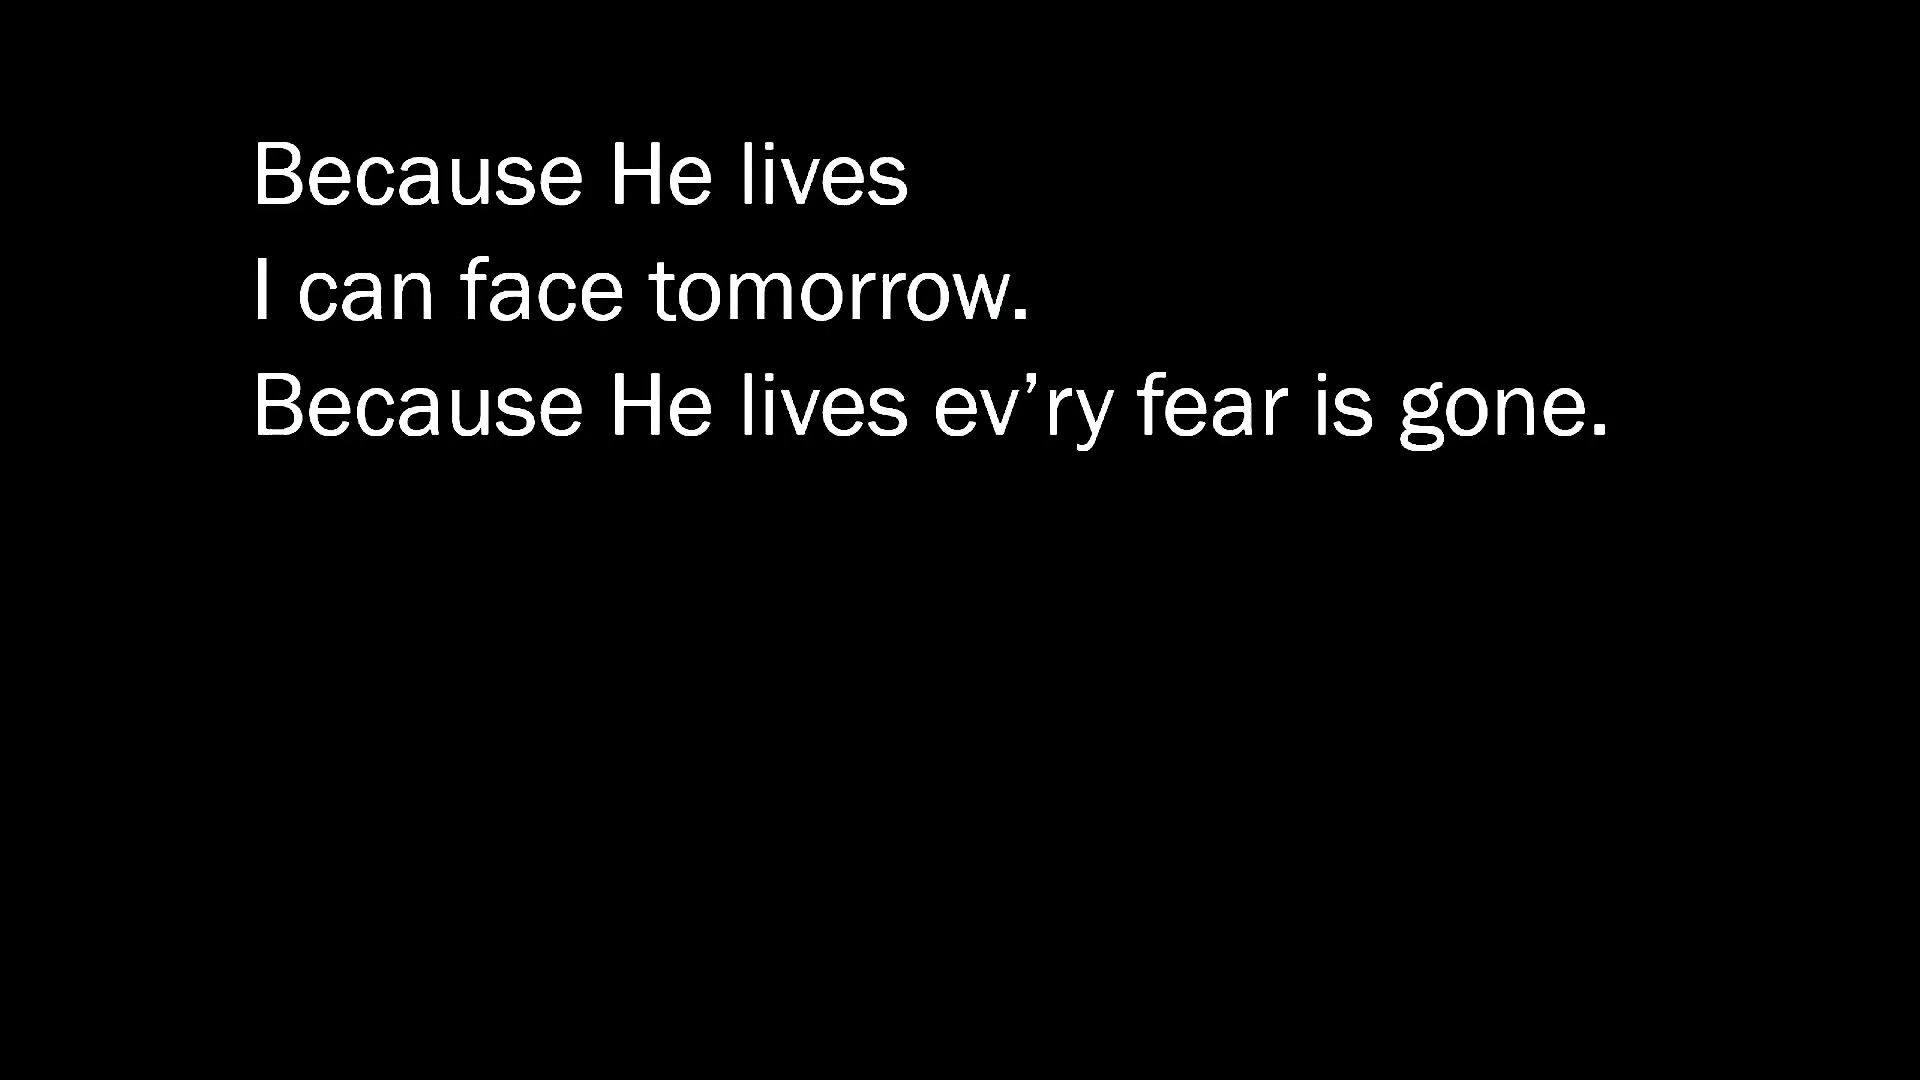 Because He lives
I can face tomorrow.
Because He lives ev’ry fear is gone.